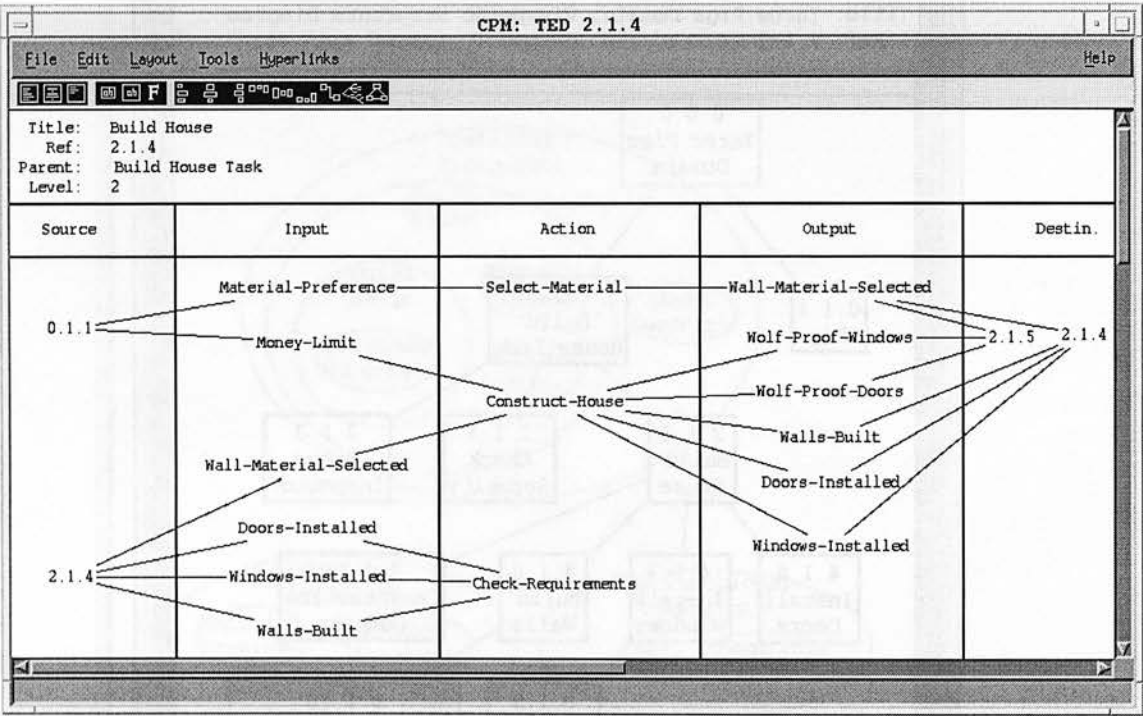 CPM: TED 2.1.4
File Edit Layout Tools Hyperlinks Help
Title: Build House
Ref: 2.1.4
Parent: Build House Task
Level: 2
Source Input Action Output Destin.
Material-Preference Select-Material Wall-Material-Selected
0.1.1 Money-Limit Wolf-Proof-Windows 2.1.5 2.1.4
Construct-House Wolf-Proof-Doors
Walls-Built
Wall-Material-Selected
Doors-Installed
Doors-Installed
Windows-Installed
2.1.4 Windows-Installed Check-Requirements
Walls-Built